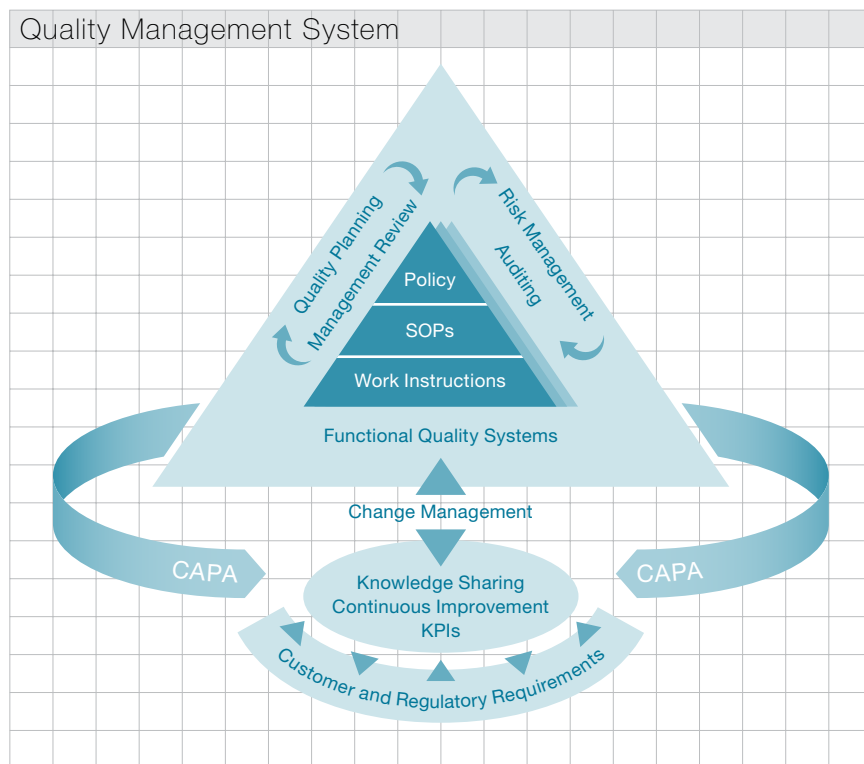 Quality Management System
Quality Planning
Management Review
Risk Management
Auditing
Policy
SOPs
Work Instructions
Functional Quality Systems
Change Management
CAPA
CAPA
Knowledge Sharing
Continuous Improvement
KPIs
Customer and Regulatory Requirements